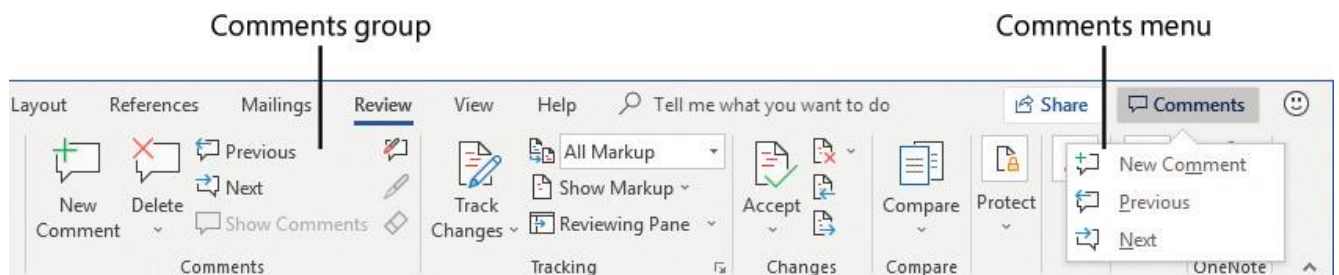 Comments group Comments menu
Layout References Mailings Review View Help Tell me what you want to do Share Comments
Previous All Markup New Comment
Next Show Markup Previous
New Comment Delete Show Comments Track Changes Reviewing Pane Accept Compare Protect Next
Comments Tracking Changes Compare OneNote